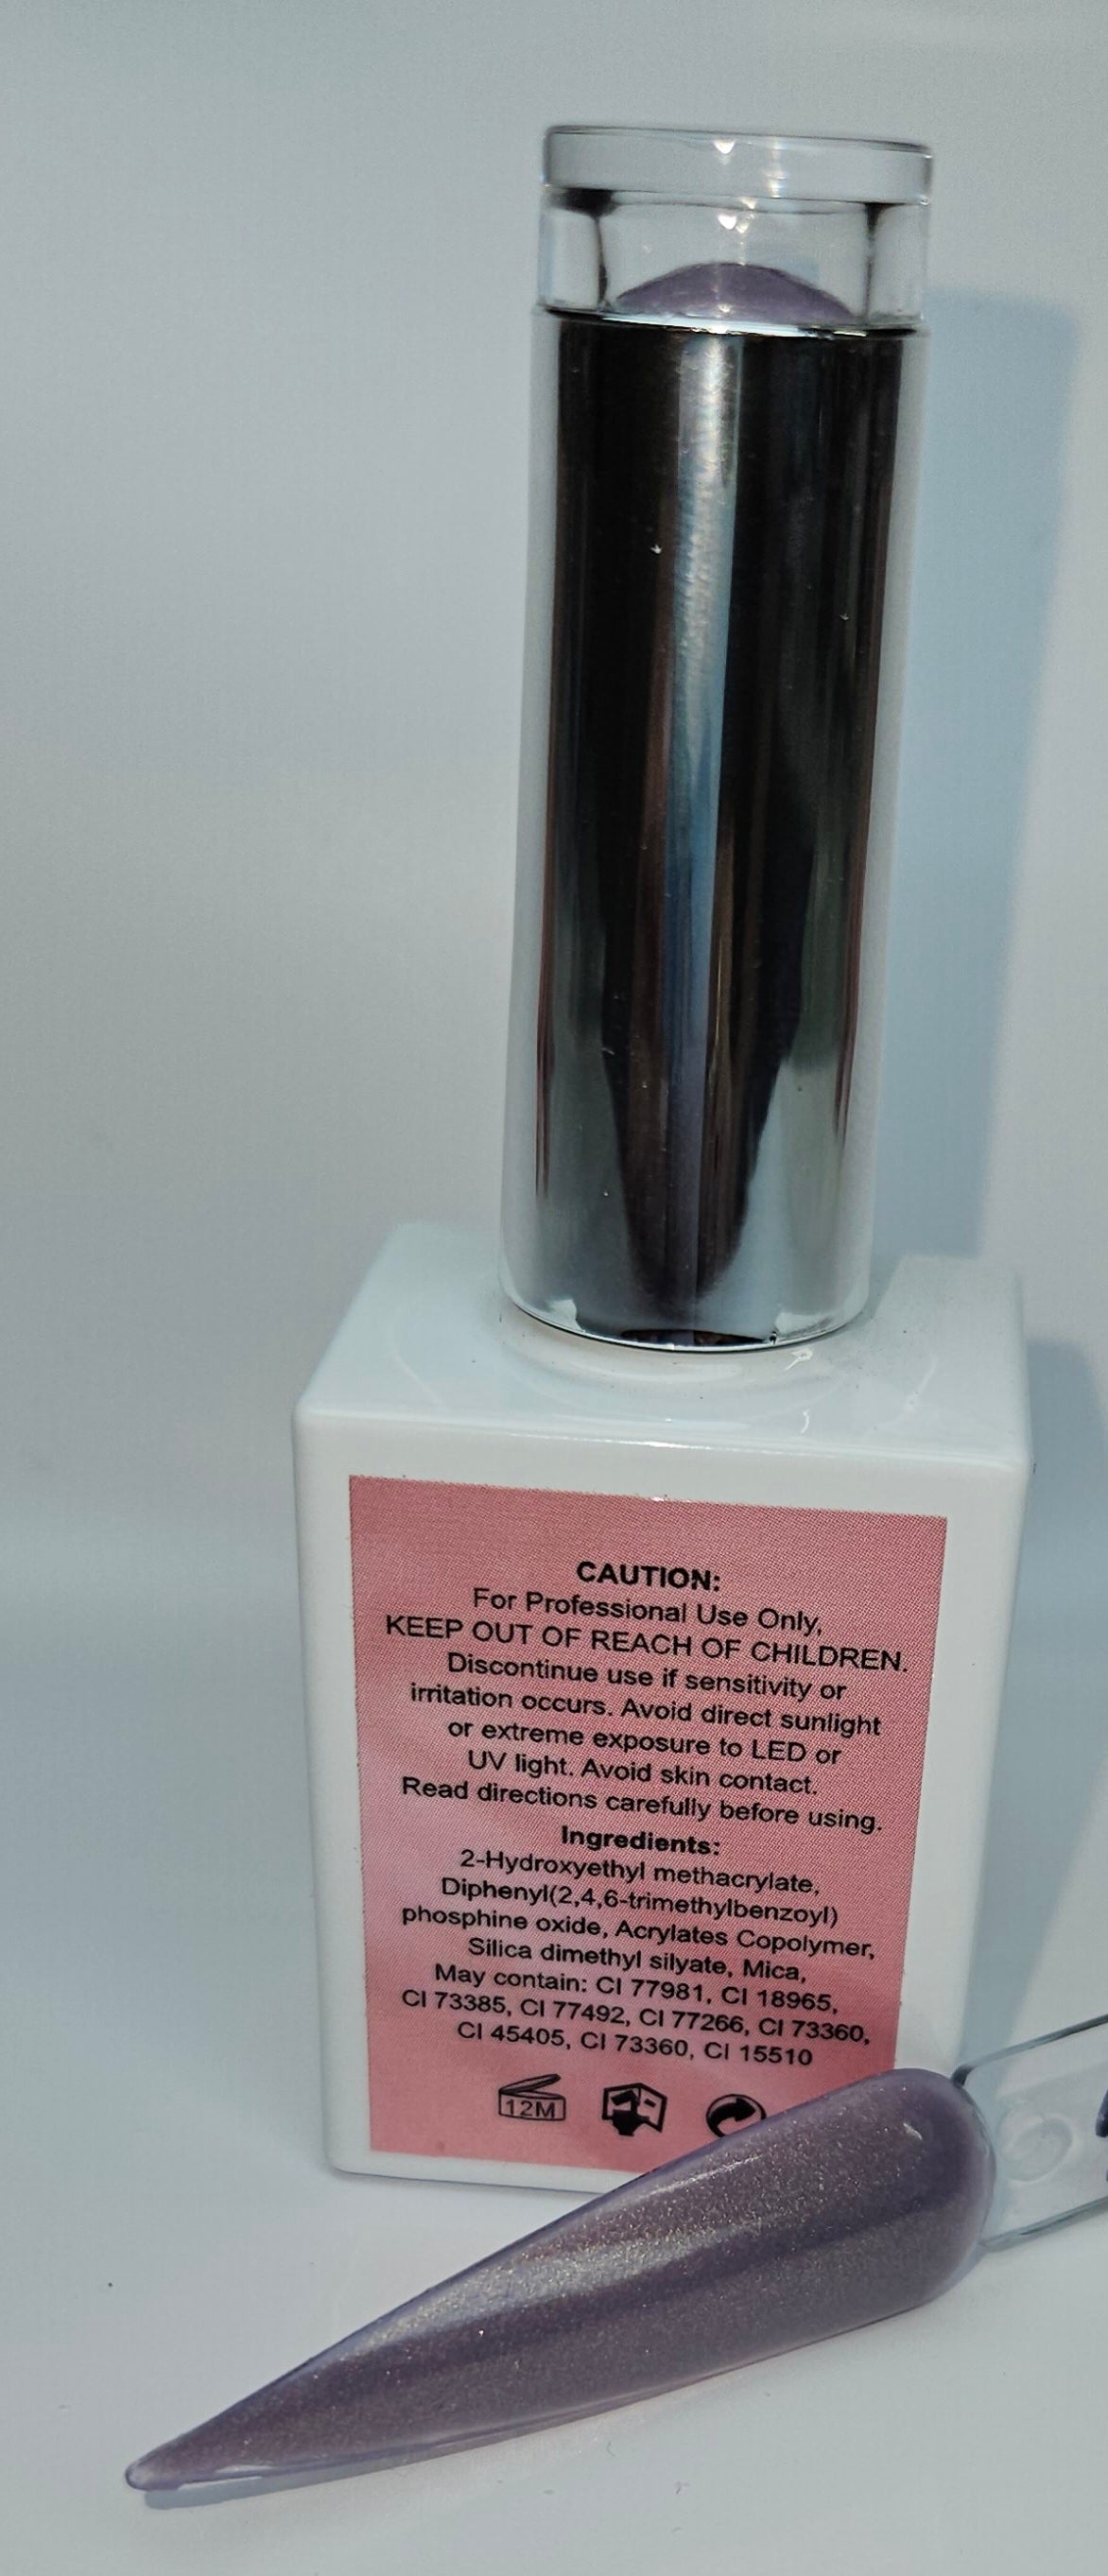 CAUTION:
For Professional Use Only,
KEEP OUT OF REACH OF CHILDREN.
Discontinue use if sensitivity or
irritation occurs. Avoid direct sunlight
or extreme exposure to LED or
UV light. Avoid skin contact.
Read directions carefully before using.
Ingredients:
2-Hydroxyethyl methacrylate,
Diphenyl(2,4,6-trimethylbenzoyl)
phosphine oxide, Acrylates Copolymer,
Silica dimethyl silyate, Mica,
May contain: CI 77981, CI 18965,
CI 73385, CI 77492, CI 77266, CI 73360,
CI 45405, CI 73360, CI 15510
12M